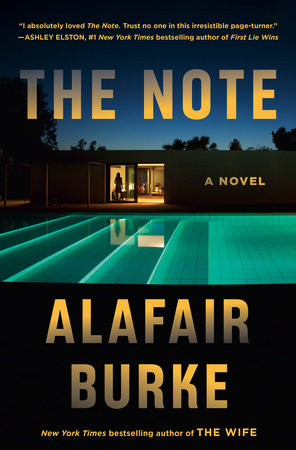 “I absolutely loved The Note. Trust no one in this irresistible page-turner.”
—ASHLEY ELSTON, #1 New York Times bestselling author of First Lie Wins
THE NOTE
A NOVEL
ALAFAIR
BURKE
New York Times bestselling author of THE WIFE